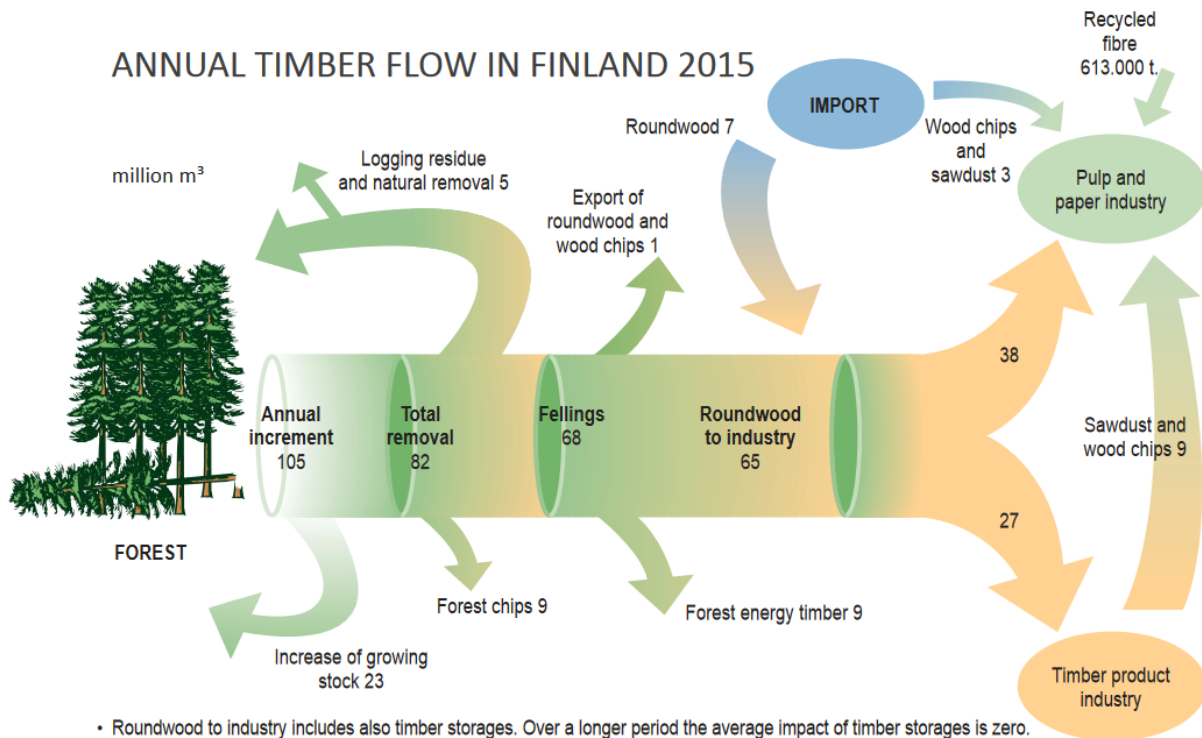 ANNUAL TIMBER FLOW IN FINLAND 2015
million m³
Recycled
fibre
613.000 t.
IMPORT
Roundwood 7
Wood chips
and
sawdust 3
Pulp and
paper industry
Logging residue
and natural removal 5
Export of
roundwood and
wood chips 1
Annual
increment
105
Total
removal
82
Fellings
68
Roundwood
to industry
65
38
27
Sawdust and
wood chips 9
FOREST
Forest chips 9
Forest energy timber 9
Increase of growing
stock 23
Timber product
industry
• Roundwood to industry includes also timber storages. Over a longer period the average impact of timber storages is zero.